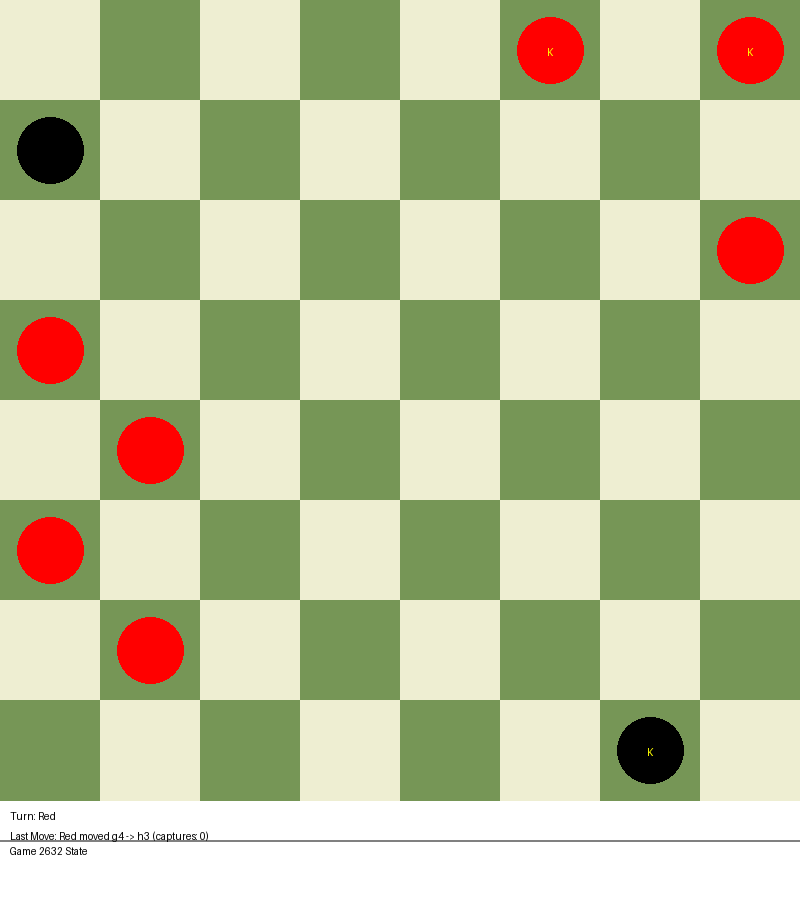 K K
K
Turn: Red
Last Move: Red moved g4 -> h3 (captures: 0)
Game 2632 State